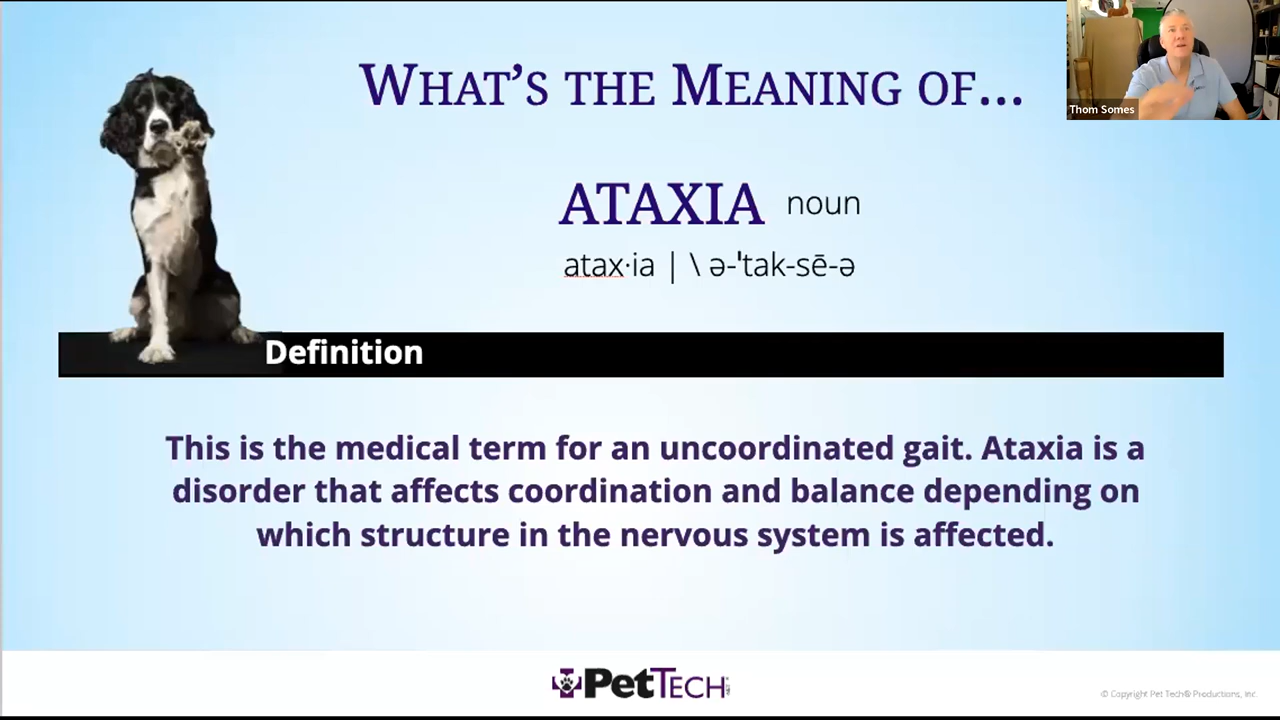 WHAT'S THE MEANING OF...
Thom Somes
ATAXIA noun
atax·ia | \ ə-ˈtak-sē-ə
Definition
This is the medical term for an uncoordinated gait. Ataxia is a
disorder that affects coordination and balance depending on
which structure in the nervous system is affected.
PetTECH
© Copyright Pet Tech® Productions, Inc.